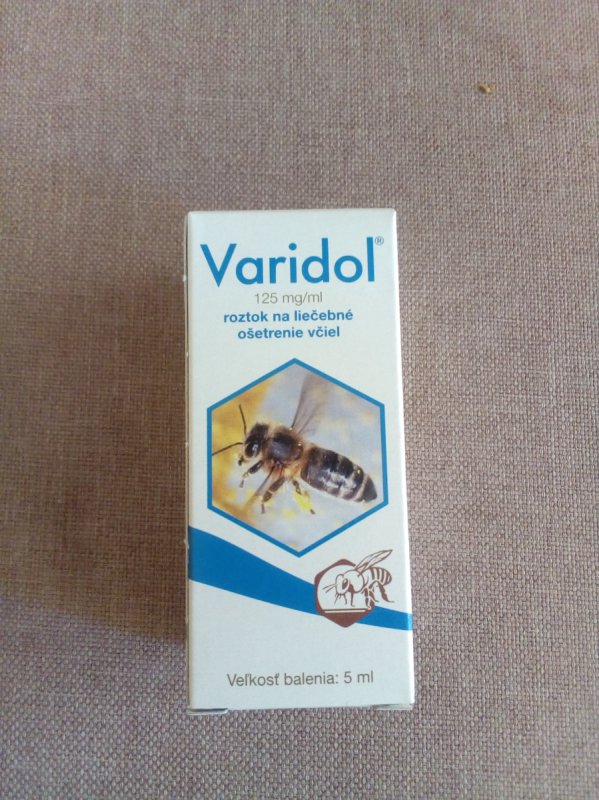 Varidol®
125 mg/ml
roztok na liečebné
ošetrenie včiel
Veľkosť balenia: 5 ml